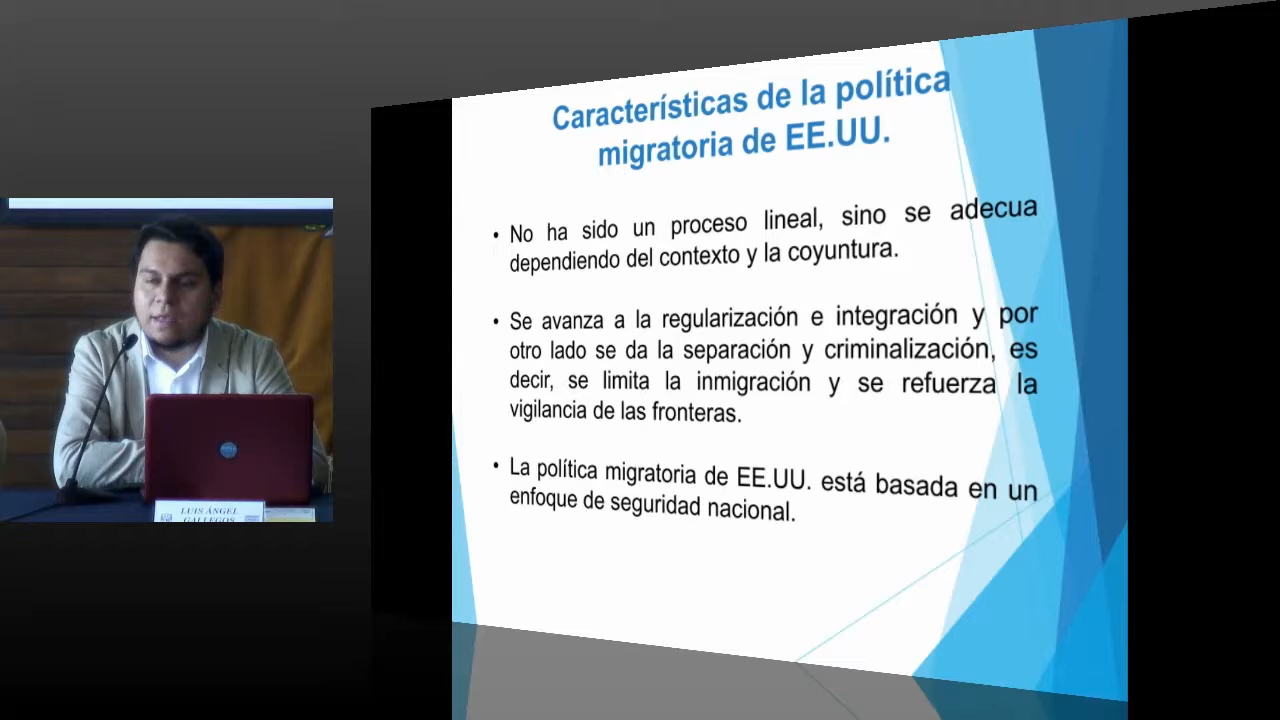 Características de la política
migratoria de EE.UU.
• No ha sido un proceso lineal, sino se adecua
dependiendo del contexto y la coyuntura.
• Se avanza a la regularización e integración y por
otro lado se da la separación y criminalización, es
decir, se limita la inmigración y se refuerza la
vigilancia de las fronteras.
• La política migratoria de EE.UU. está basada en un
enfoque de seguridad nacional.
LUIS ÁNGEL
GALLEGOS